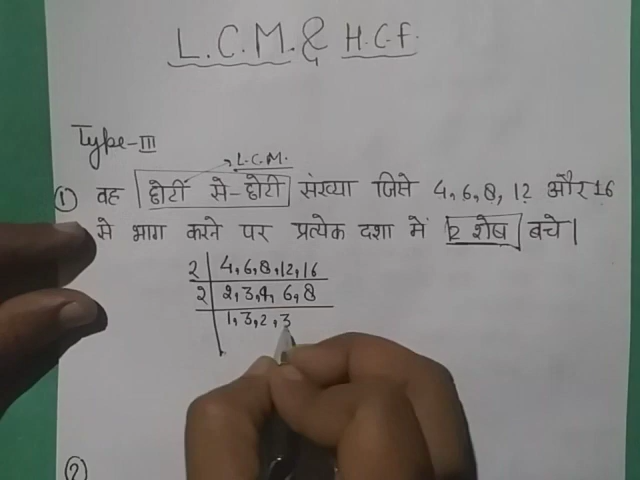 L.C.M. & H.C.F.
Type-III
L.C.M.
① वह छोटी से-छोटी संख्या जिसे 4, 6, 8, 12 और 16
से भाग करने पर प्रत्येक दशा में 2 शेष बचे।
2 | 4, 6, 8, 12, 16
2 | 2, 3, 4, 6, 8
1, 3, 2, 3
②